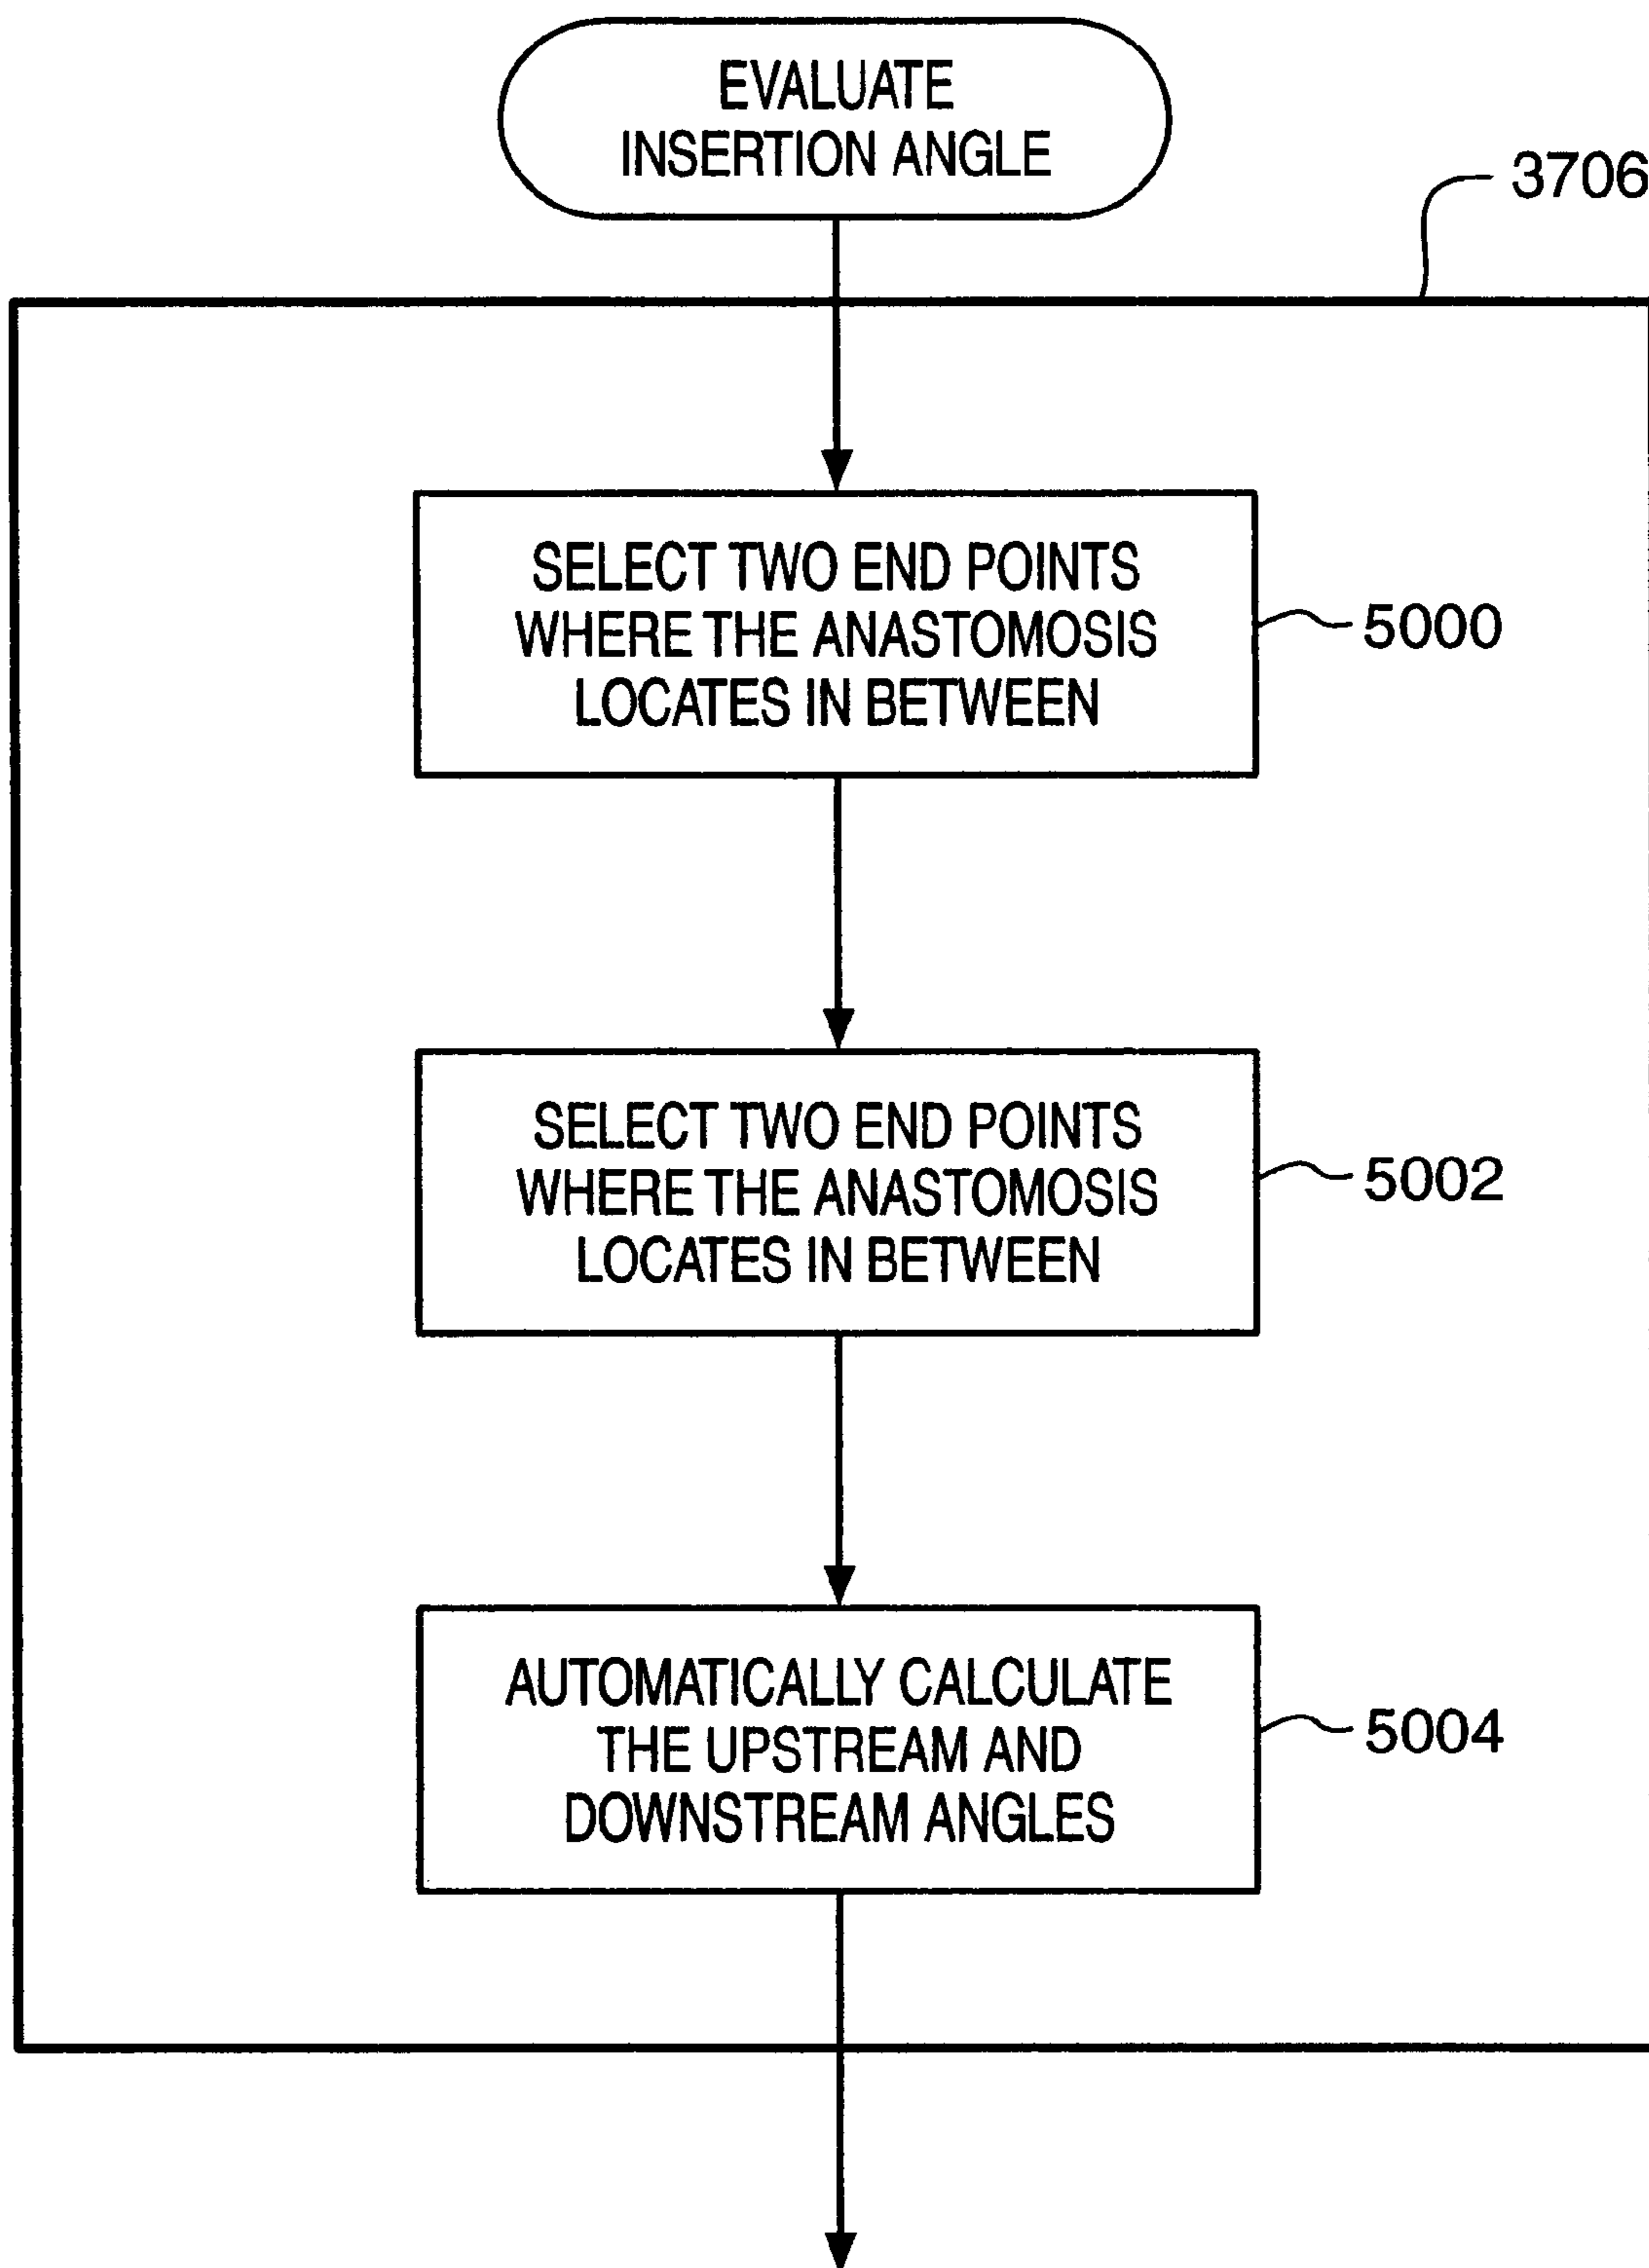 EVALUATE
INSERTION ANGLE
3706
SELECT TWO END POINTS
WHERE THE ANASTOMOSIS
LOCATES IN BETWEEN
5000
SELECT TWO END POINTS
WHERE THE ANASTOMOSIS
LOCATES IN BETWEEN
5002
AUTOMATICALLY CALCULATE
THE UPSTREAM AND
DOWNSTREAM ANGLES
5004